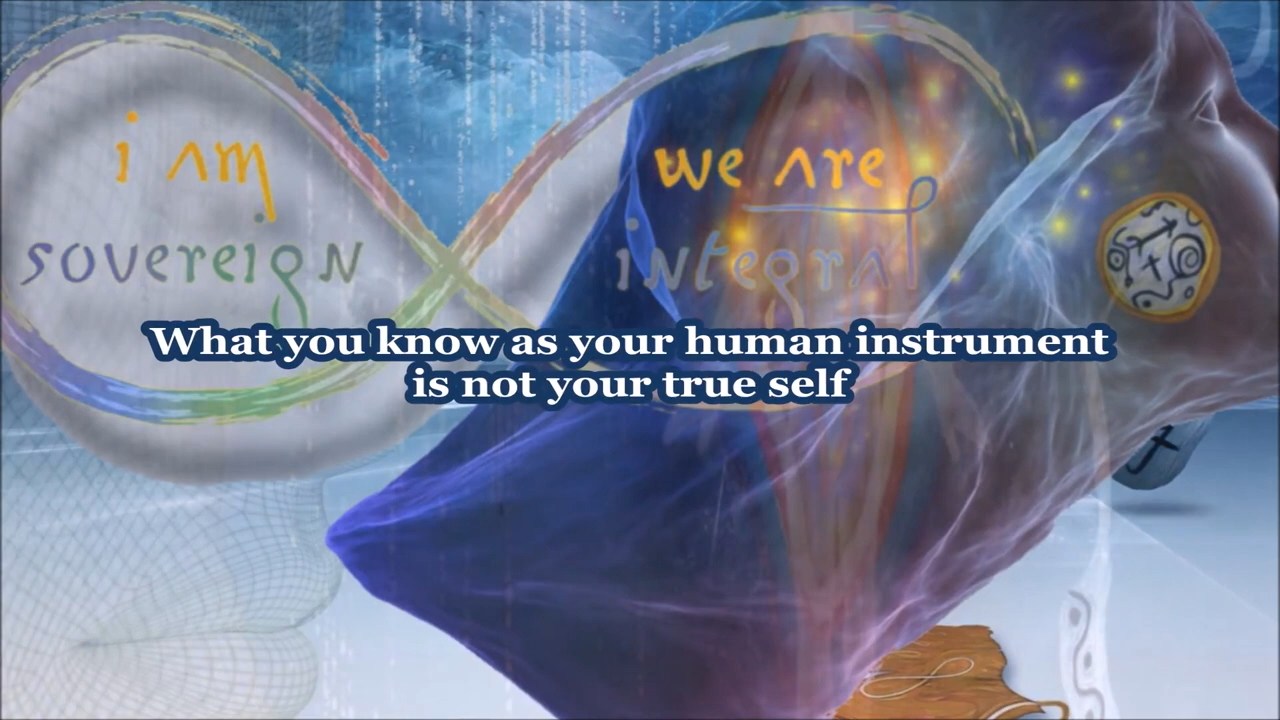 i am
sovereign
we are
integral
What you know as your human instrument
is not your true self